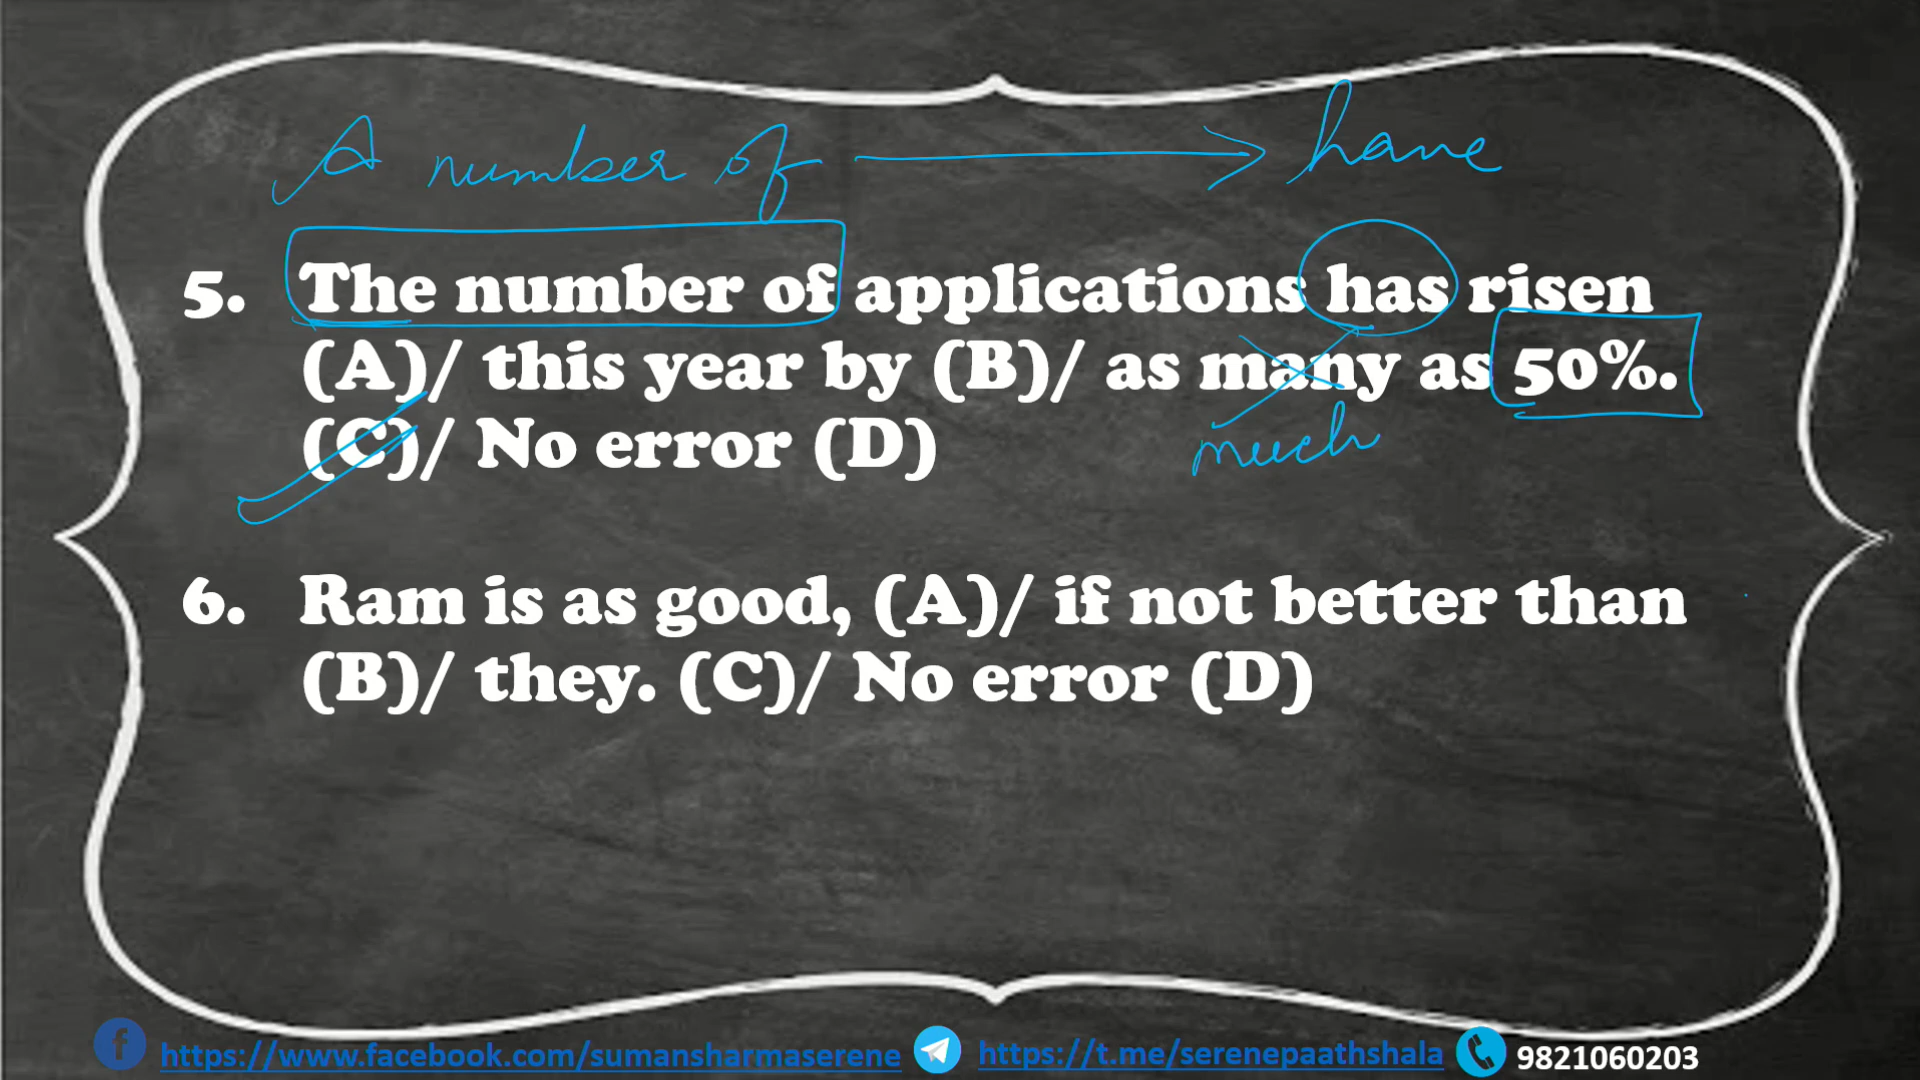 A number of have
5. The number of applications has risen
(A)/ this year by (B)/ as many as 50%.
(C)/ No error (D)
much
6. Ram is as good, (A)/ if not better than
(B)/ they. (C)/ No error (D)
https://www.facebook.com/sumansharmaserene https://t.me/serenepaathshala 9821060203